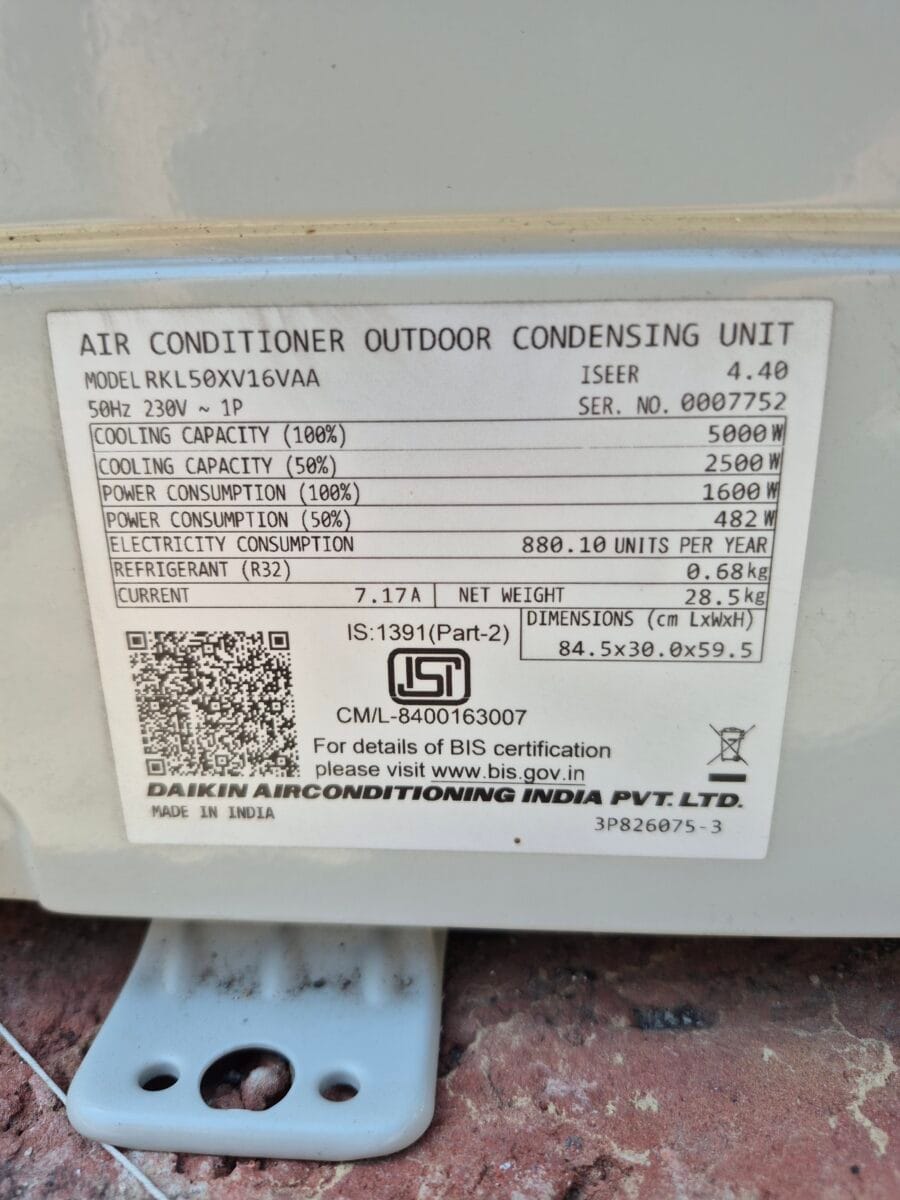 AIR CONDITIONER OUTDOOR CONDENSING UNIT
MODEL RKL50XV16VAA ISEER 4.40
50Hz 230V ~ 1P SER. NO. 0007752
COOLING CAPACITY (100%) 5000 W
COOLING CAPACITY (50%) 2500 W
POWER CONSUMPTION (100%) 1600 W
POWER CONSUMPTION (50%) 482 W
ELECTRICITY CONSUMPTION 880.10 UNITS PER YEAR
REFRIGERANT (R32) 0.68kg
CURRENT 7.17A NET WEIGHT 28.5kg
IS:1391(Part-2) DIMENSIONS (cm LxWxH)
84.5x30.0x59.5
ISI
CM/L-8400163007
For details of BIS certification
please visit www.bis.gov.in
DAIKIN AIRCONDITIONING INDIA PVT. LTD.
MADE IN INDIA 3P826075-3